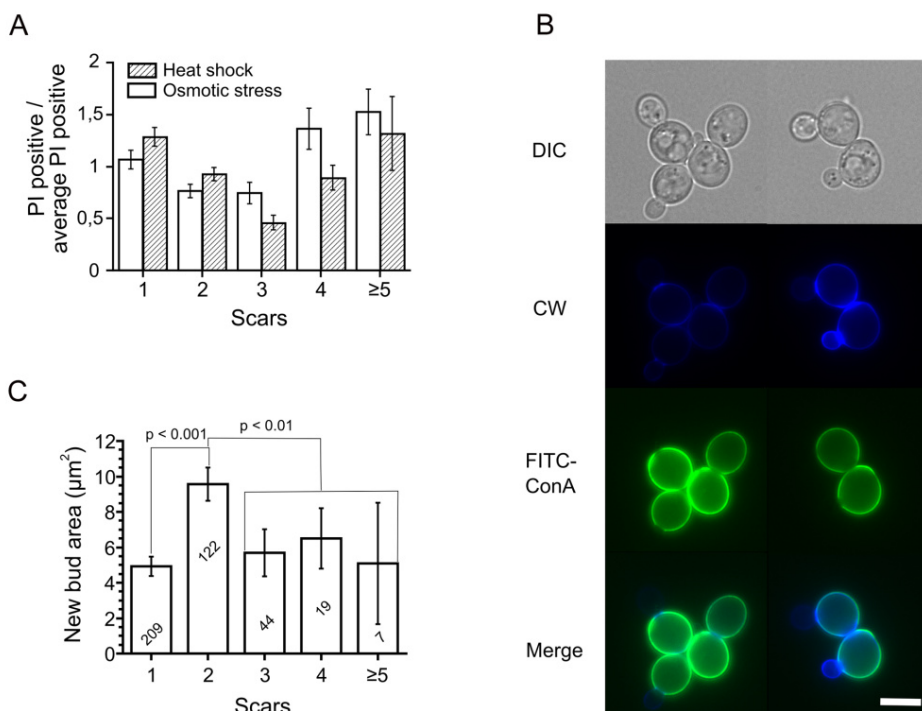 A
PI positive /
average PI positive
2
1,5
1
0,5
0
Heat shock
Osmotic stress
1 2 3 4 ≥5
Scars
B
DIC
CW
FITC-
ConA
Merge
C
New bud area (μm²)
12
10
8
6
4
2
0
p < 0.001
p < 0.01
209
122
44
19
7
1 2 3 4 ≥5
Scars